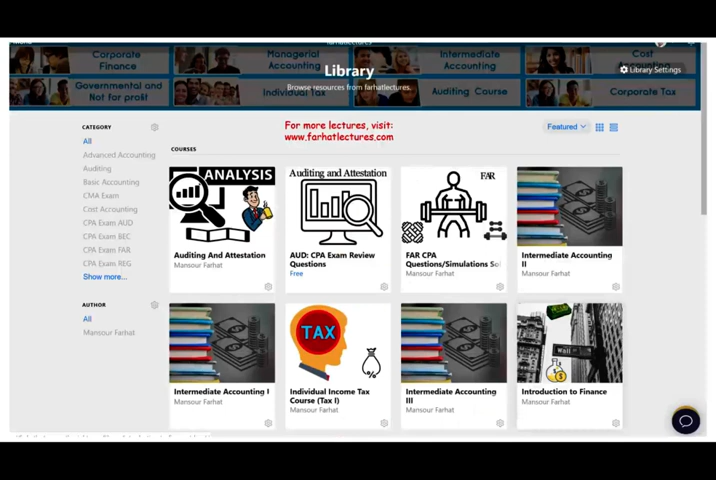 farhatlectures
Corporate
Finance
Managerial
Accounting
Intermediate
Accounting
Cost
Accounting
Library
Library Settings
Browse resources from farhatlectures.
Governmental and
Not for profit
Individual Tax
Auditing Course
Corporate Tax
For more lectures, visit:
www.farhatlectures.com
Featured
CATEGORY
All
Advanced Accounting
Auditing
Basic Accounting
CMA Exam
Cost Accounting
CPA Exam AUD
CPA Exam BEC
CPA Exam FAR
CPA Exam REG
Show more...
AUTHOR
All
Mansour Farhat
COURSES
ANALYSIS
Auditing And Attestation
Mansour Farhat
Auditing and Attestation
AUD: CPA Exam Review
Questions
Free
FAR
FAR CPA
Questions/Simulations Sol
Mansour Farhat
Intermediate Accounting
II
Mansour Farhat
Intermediate Accounting I
Mansour Farhat
TAX
%
Individual Income Tax
Course (Tax I)
Mansour Farhat
Intermediate Accounting
III
Mansour Farhat
Wall
Introduction to Finance
Mansour Farhat